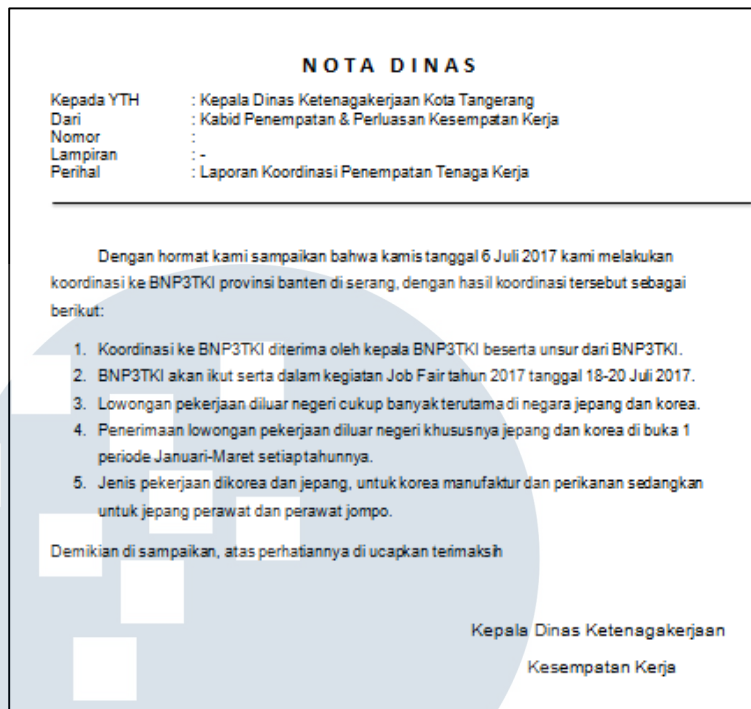 NOTA DINAS
Kepada YTH : Kepala Dinas Ketenagakerjaan Kota Tangerang
Dari : Kabid Penempatan & Perluasan Kesempatan Kerja
Nomor :
Lampiran : -
Perihal : Laporan Koordinasi Penempatan Tenaga Kerja
Dengan hormat kami sampaikan bahwa kamis tanggal 6 Juli 2017 kami melakukan
koordinasi ke BNP3TKI provinsi banten di serang, dengan hasil koordinasi tersebut sebagai
berikut:
1. Koordinasi ke BNP3TKI diterima oleh kepala BNP3TKI beserta unsur dari BNP3TKI.
2. BNP3TKI akan ikut serta dalam kegiatan Job Fair tahun 2017 tanggal 18-20 Juli 2017.
3. Lowongan pekerjaan diluar negeri cukup banyak terutama di negara jepang dan korea.
4. Penerimaan lowongan pekerjaan diluar negeri khususnya jepang dan korea di buka 1
periode Januari-Maret setiap tahunnya.
5. Jenis pekerjaan dikorea dan jepang, untuk korea manufaktur dan perikanan sedangkan
untuk jepang perawat dan perawat jompo.
Demikian di sampaikan, atas perhatiannya di ucapkan terimaksih
Kepala Dinas Ketenagakerjaan
Kesempatan Kerja